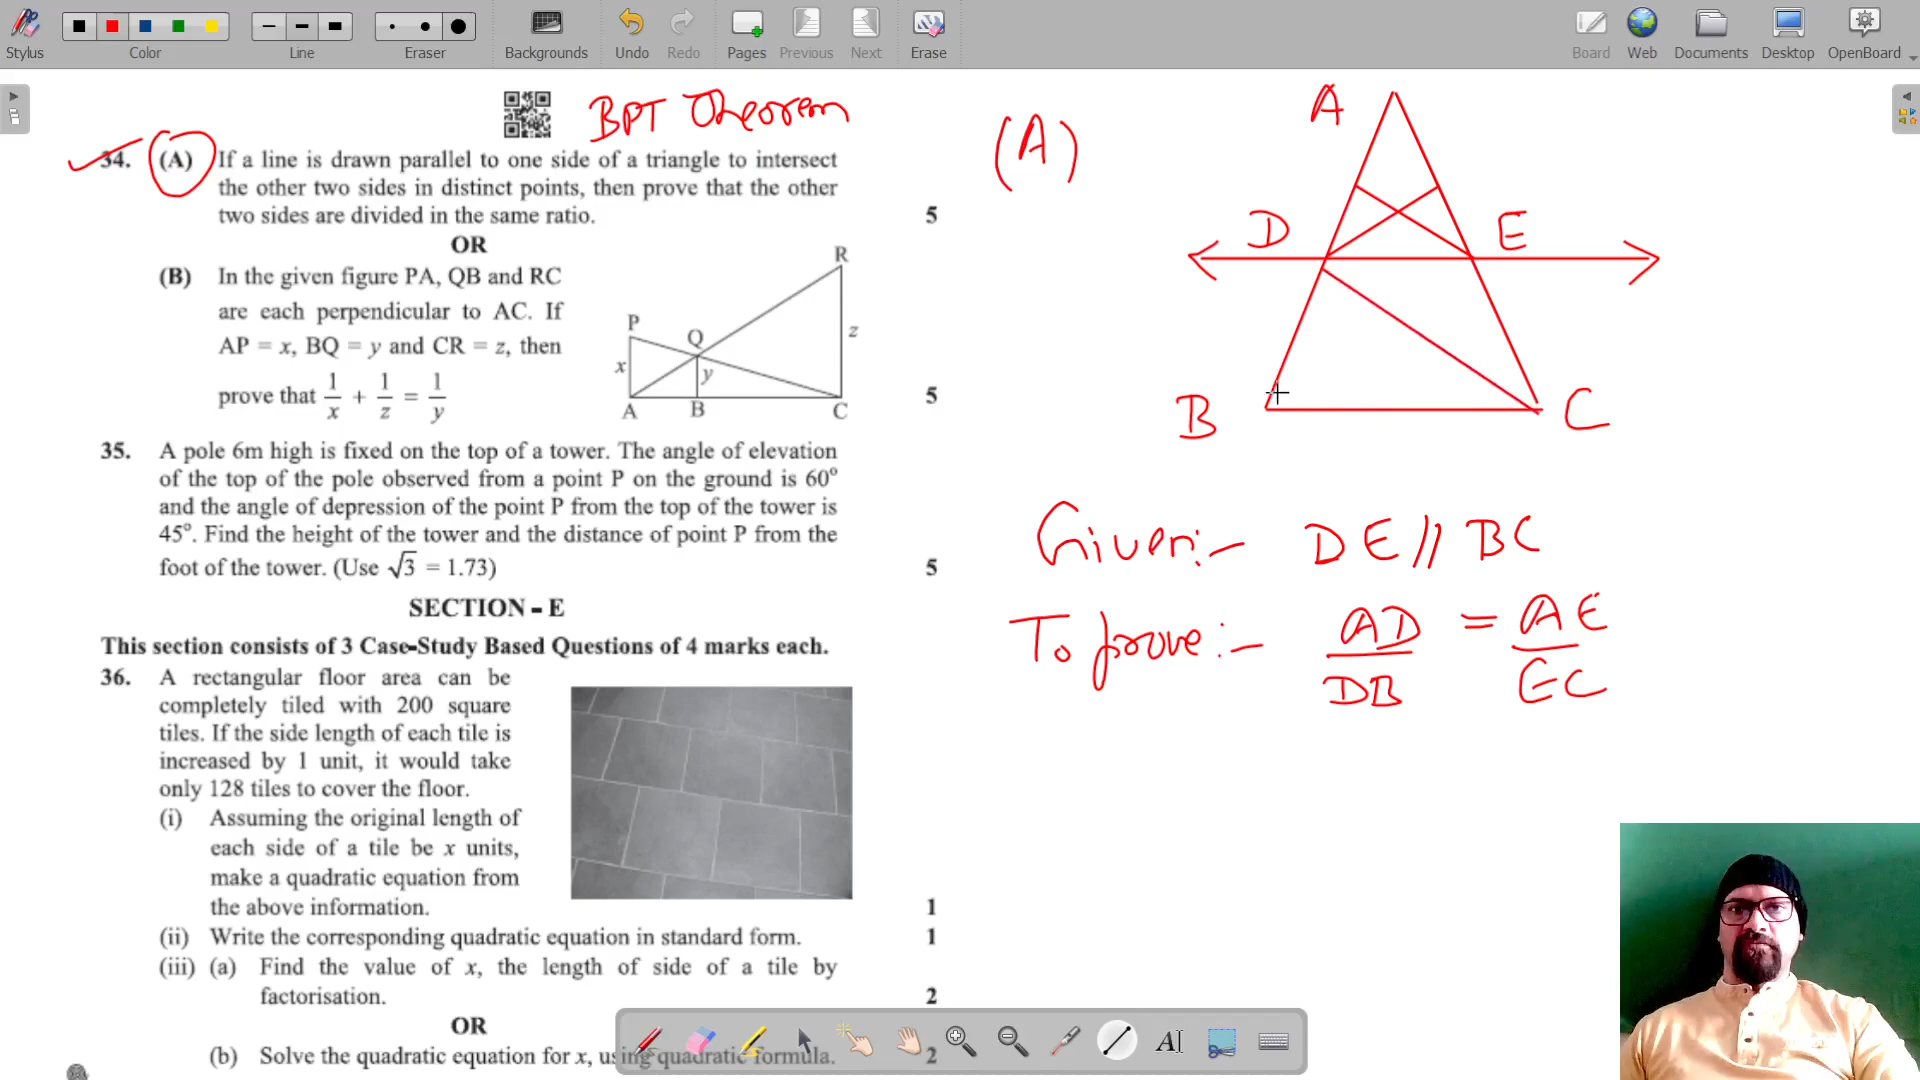 Stylus
Color
Line
Eraser
Backgrounds
Undo
Redo
Pages
Previous
Next
Erase
Board
Web
Documents
Desktop
OpenBoard
BPT Theorem
34. (A) If a line is drawn parallel to one side of a triangle to intersect
the other two sides in distinct points, then prove that the other
two sides are divided in the same ratio. 5
OR
(B) In the given figure PA, QB and RC
are each perpendicular to AC. If
AP = x, BQ = y and CR = z, then
prove that 1/x + 1/z = 1/y 5
P
Q
R
x
y
z
A
B
C
35. A pole 6m high is fixed on the top of a tower. The angle of elevation
of the top of the pole observed from a point P on the ground is 60°
and the angle of depression of the point P from the top of the tower is
45°. Find the height of the tower and the distance of point P from the
foot of the tower. (Use √3 = 1.73) 5
SECTION - E
This section consists of 3 Case-Study Based Questions of 4 marks each.
36. A rectangular floor area can be
completely tiled with 200 square
tiles. If the side length of each tile is
increased by 1 unit, it would take
only 128 tiles to cover the floor.
(i) Assuming the original length of
each side of a tile be x units,
make a quadratic equation from
the above information. 1
(ii) Write the corresponding quadratic equation in standard form. 1
(iii) (a) Find the value of x, the length of side of a tile by
factorisation. 2
OR
(b) Solve the quadratic equation for x, using quadratic formula. 2
(A)
A
D
E
B
C
Given:- DE // BC
To prove:- AD/DB = AE/EC